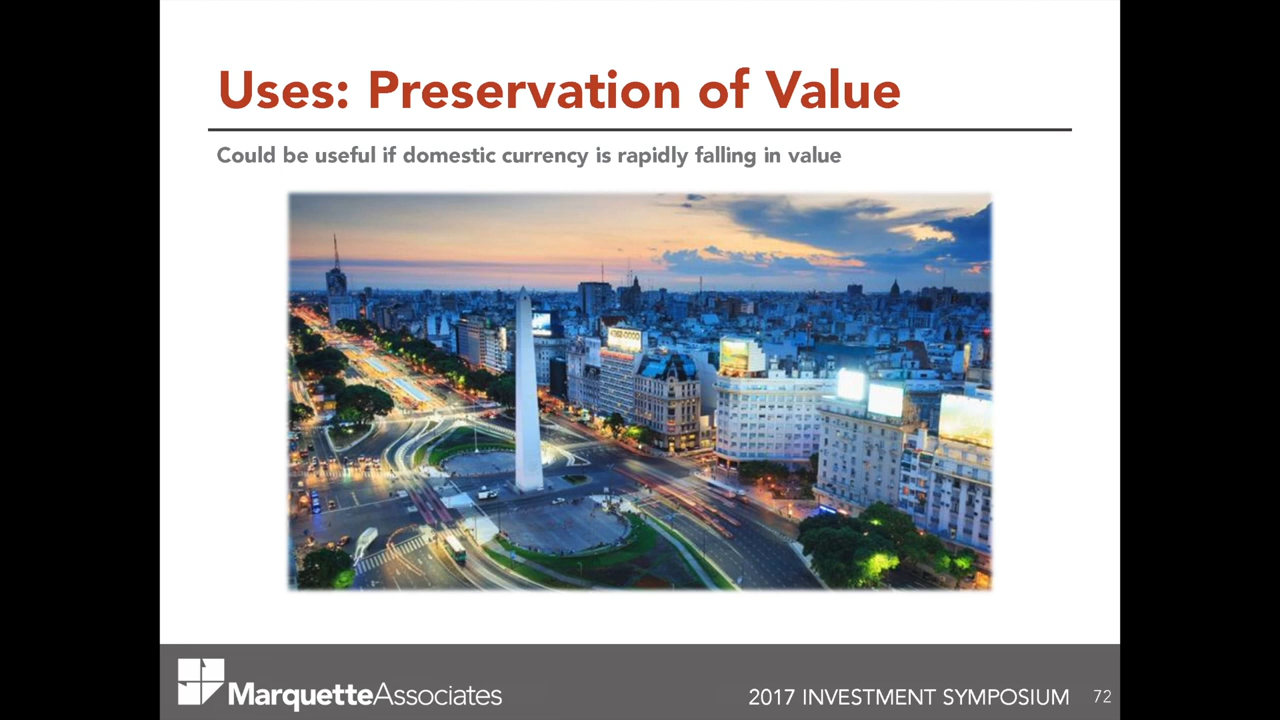 Uses: Preservation of Value
Could be useful if domestic currency is rapidly falling in value
MarquetteAssociates
2017 INVESTMENT SYMPOSIUM 72